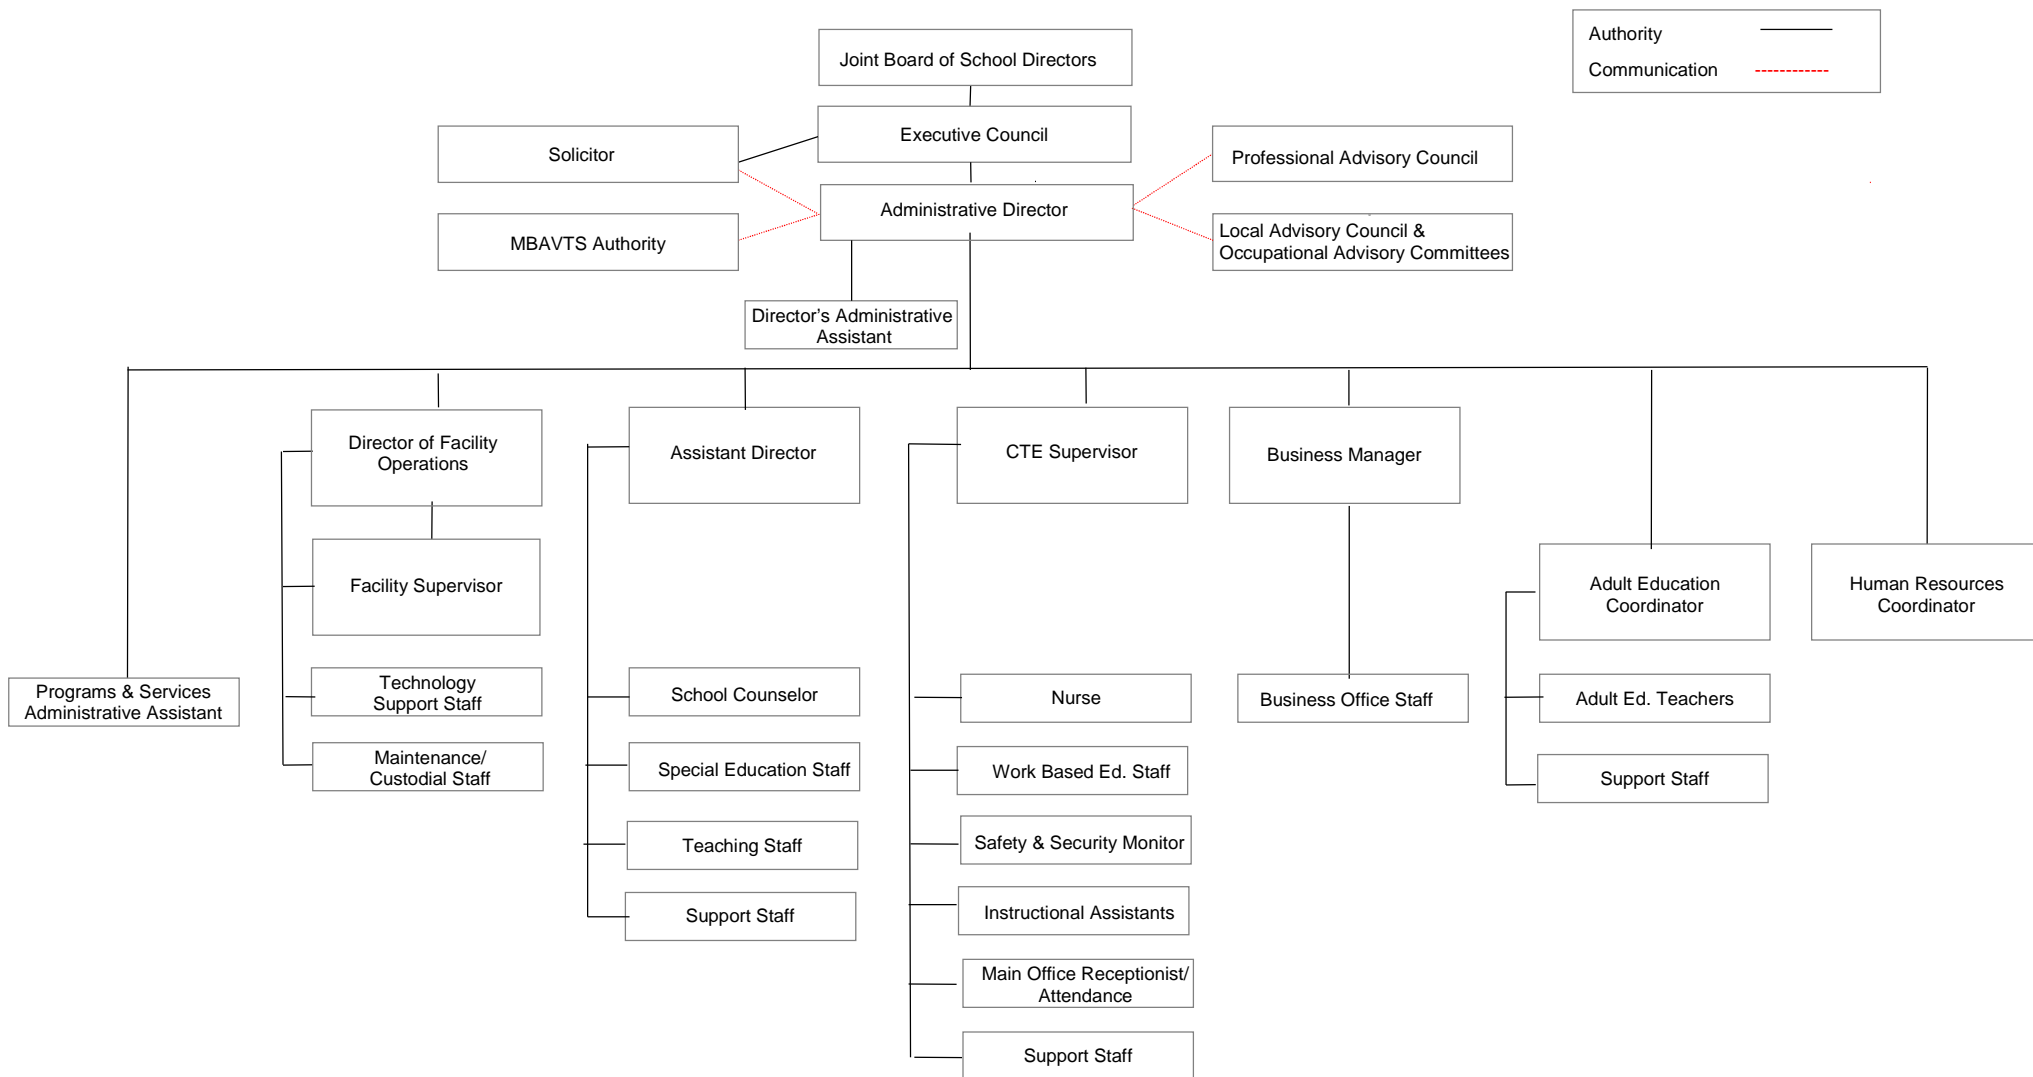 Authority
Communication
Joint Board of School Directors
Executive Council
Solicitor
Professional Advisory Council
Administrative Director
MBAVTS Authority
Local Advisory Council &
Occupational Advisory Committees
Director's Administrative
Assistant
Director of Facility
Operations
Assistant Director
CTE Supervisor
Business Manager
Facility Supervisor
Adult Education
Coordinator
Human Resources
Coordinator
Programs & Services
Administrative Assistant
Technology
Support Staff
School Counselor
Nurse
Business Office Staff
Adult Ed. Teachers
Maintenance/
Custodial Staff
Special Education Staff
Work Based Ed. Staff
Support Staff
Teaching Staff
Safety & Security Monitor
Support Staff
Instructional Assistants
Main Office Receptionist/
Attendance
Support Staff